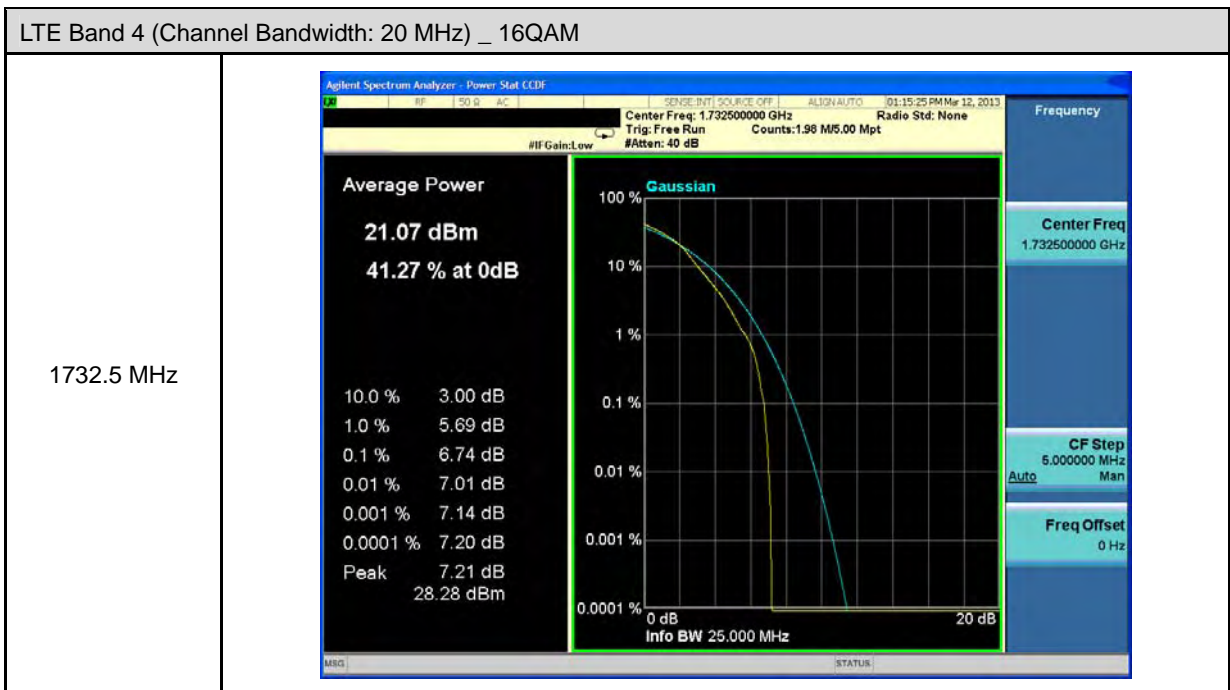 LTE Band 4 (Channel Bandwidth: 20 MHz) _ 16QAM
1732.5 MHz
Agilent Spectrum Analyzer - Power Stat CCDF
RF 50 Ω AC SENSE:INT SOURCE OFF ALIGN AUTO 01:15:25 PM Mar 12, 2013
Center Freq: 1.732500000 GHz Radio Std: None
Trig: Free Run Counts:1.98 M/5.00 Mpt
#IFGain:Low #Atten: 40 dB
Average Power
21.07 dBm
41.27 % at 0dB
10.0 % 3.00 dB
1.0 % 5.69 dB
0.1 % 6.74 dB
0.01 % 7.01 dB
0.001 % 7.14 dB
0.0001 % 7.20 dB
Peak 7.21 dB
28.28 dBm
Gaussian
100 %
10 %
1 %
0.1 %
0.01 %
0.001 %
0.0001 %
0 dB 20 dB
Info BW 25.000 MHz
Frequency
Center Freq
1.732500000 GHz
CF Step
5.000000 MHz
Auto Man
Freq Offset
0 Hz
MSG STATUS